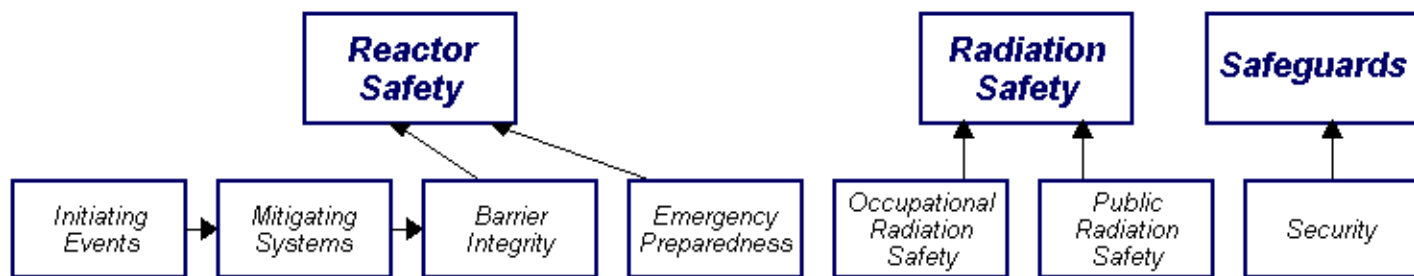 Reactor
Safety
Radiation
Safety
Safeguards
Initiating
Events
Mitigating
Systems
Barrier
Integrity
Emergency
Preparedness
Occupational
Radiation
Safety
Public
Radiation
Safety
Security